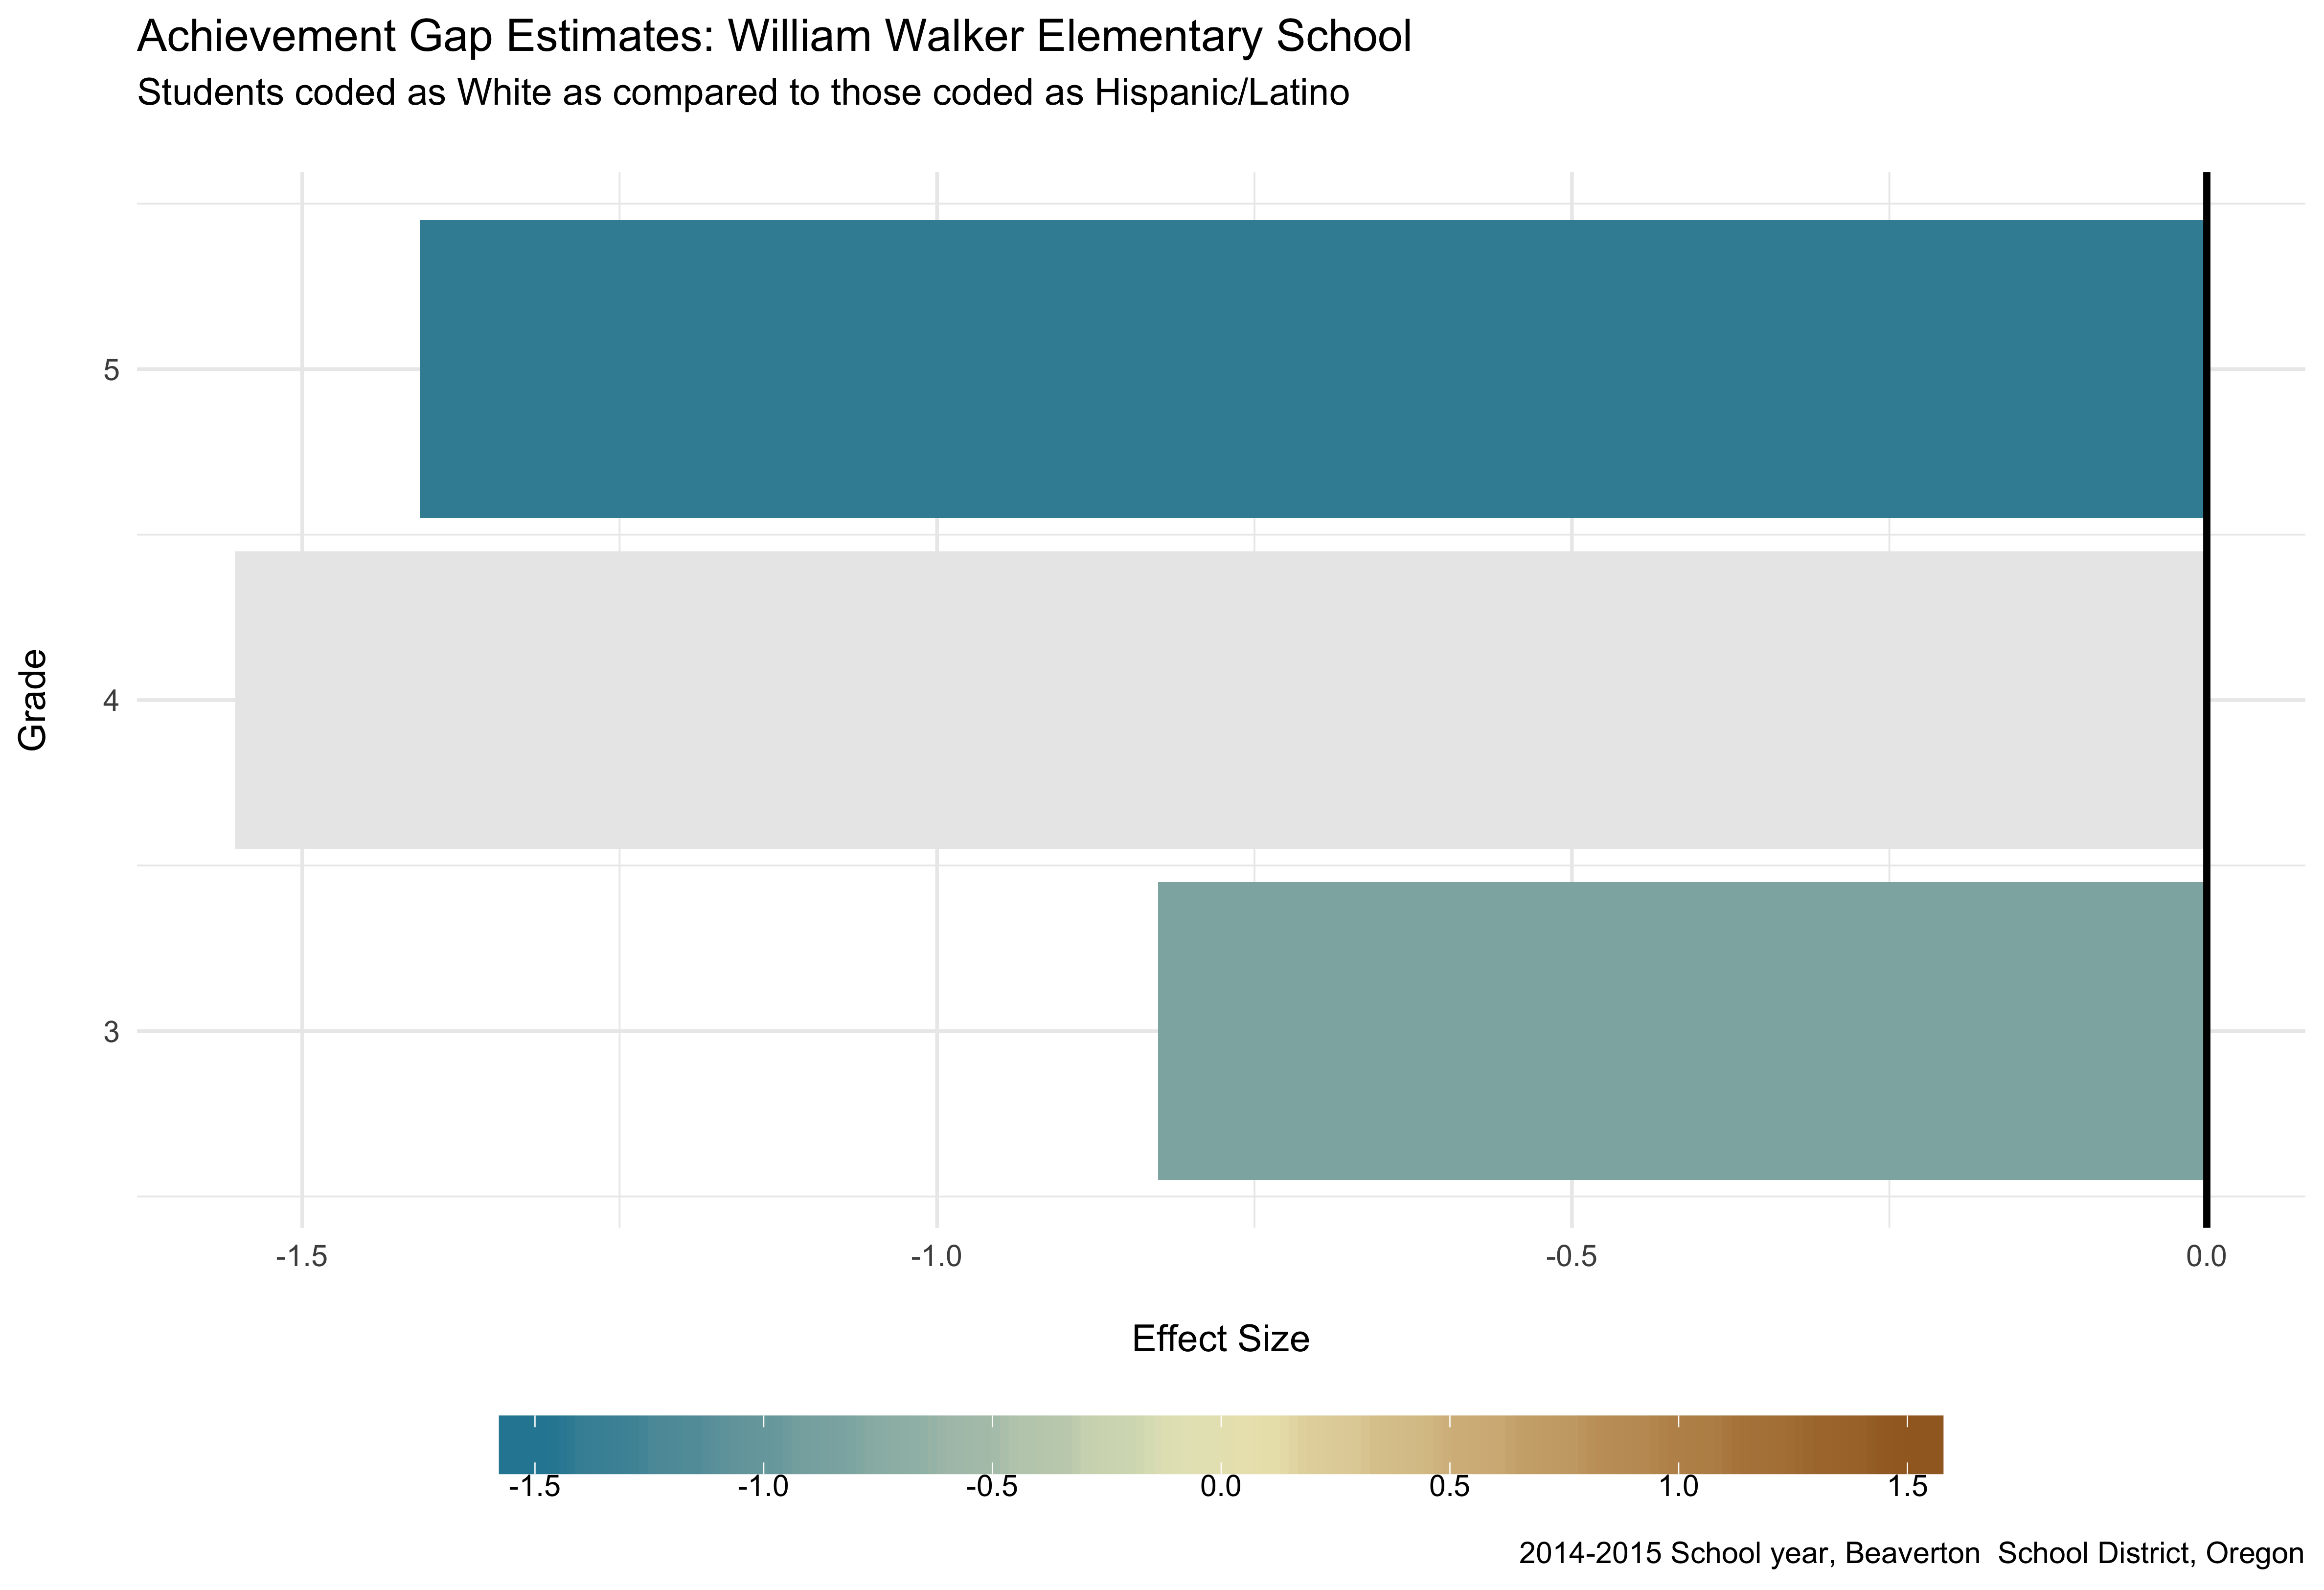 Achievement Gap Estimates: William Walker Elementary School
Students coded as White as compared to those coded as Hispanic/Latino
Grade
5
4
3
-1.5 -1.0 -0.5 0.0
Effect Size
-1.5 -1.0 -0.5 0.0 0.5 1.0 1.5
2014-2015 School year, Beaverton  School District, Oregon